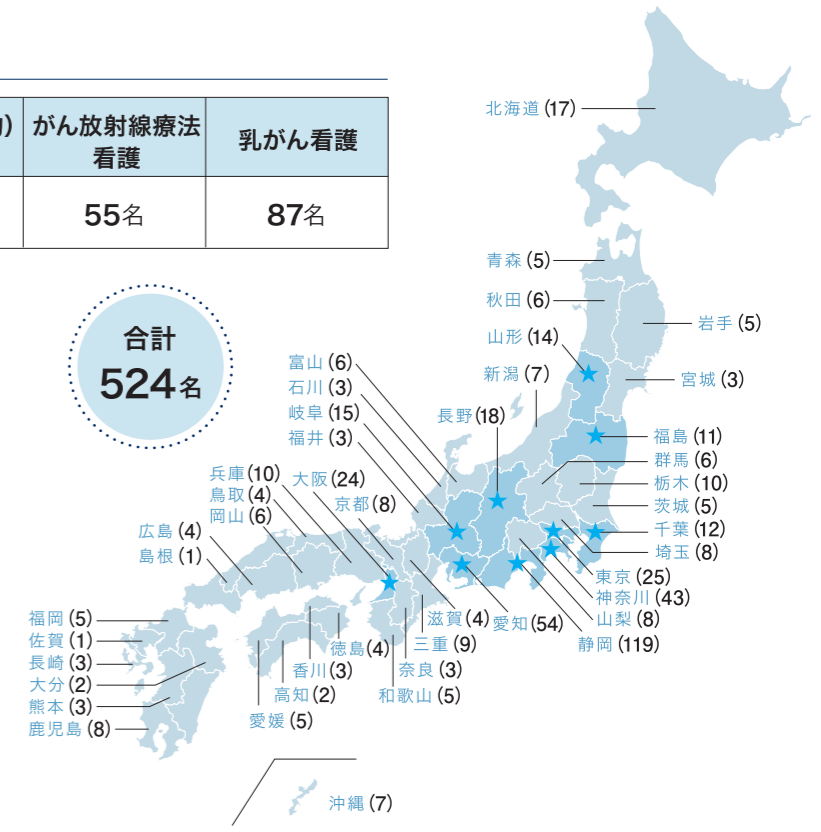 がん放射線療法
看護
乳がん看護
55名
87名
合計
524名
北海道(17)
青森(5)
秋田(6)
岩手(5)
山形(14)
宮城(3)
新潟(7)
富山(6)
石川(3)
岐阜(15)
福井(3)
長野(18)
福島(11)
群馬(6)
栃木(10)
茨城(5)
千葉(12)
埼玉(8)
東京(25)
神奈川(43)
山梨(8)
静岡(119)
兵庫(10)
鳥取(4)
岡山(6)
大阪(24)
京都(8)
広島(4)
島根(1)
滋賀(4)
愛知(54)
三重(9)
奈良(3)
和歌山(5)
徳島(4)
香川(3)
高知(2)
愛媛(5)
福岡(5)
佐賀(1)
長崎(3)
大分(2)
熊本(3)
鹿児島(8)
沖縄(7)